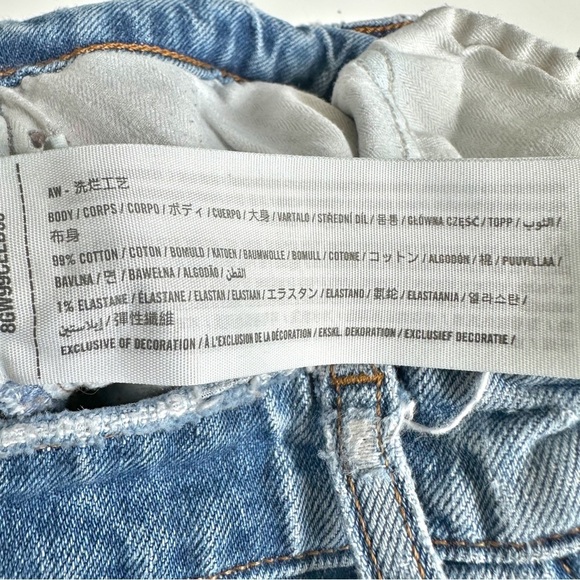 AW - 洗烂工艺
BODY / CORPS / CORPO / ボディ / CUERPO / 大身 / VARTALO / STŘEDNÍ DÍL / 몸통 / GŁÓWNA CZĘŚĆ / TOPP / الثوب /
布身
99% COTTON / COTON / BOMULD / KATOEN / BAUMWOLLE / BOMULL / COTONE / コットン / ALGODÓN / 棉 / PUUVILLAA /
BAVLNA / 면 / BAWEŁNA / ALGODÃO / القطن
1% ELASTANE / ÉLASTANE / ELASTAN / ELASTAAN / エラスタン / ELASTANO / 氨纶 / ELASTAANIA / 엘라스탄 /
إيلاستين / 彈性纖維
EXCLUSIVE OF DECORATION / À L'EXCLUSION DE LA DÉCORATION / EKSKL. DEKORATION / EXCLUSIEF DECORATIE /